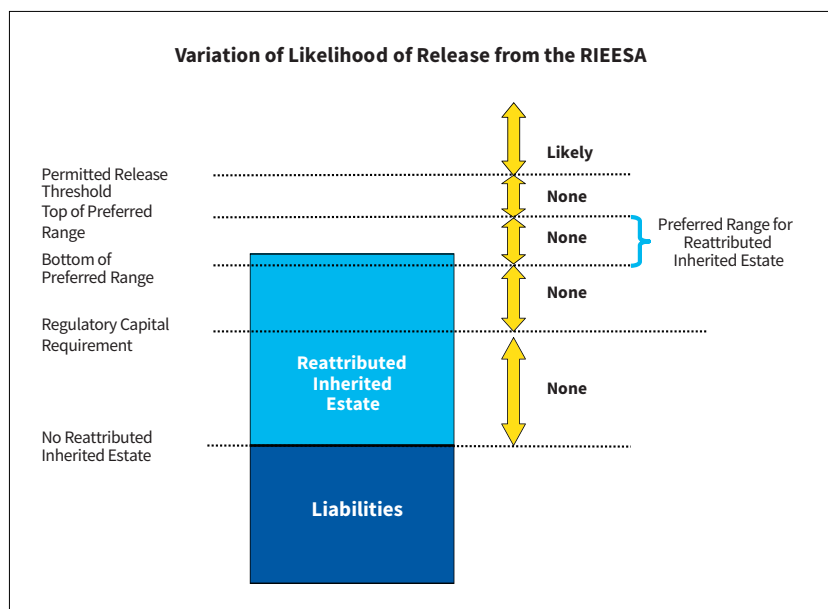 Variation of Likelihood of Release from the RIEESA
Likely
Permitted Release
Threshold
None
Top of Preferred
Range
None
Preferred Range for
Reattributed
Inherited Estate
Bottom of
Preferred Range
None
Regulatory Capital
Requirement
Reattributed
Inherited
Estate
None
No Reattributed
Inherited Estate
Liabilities